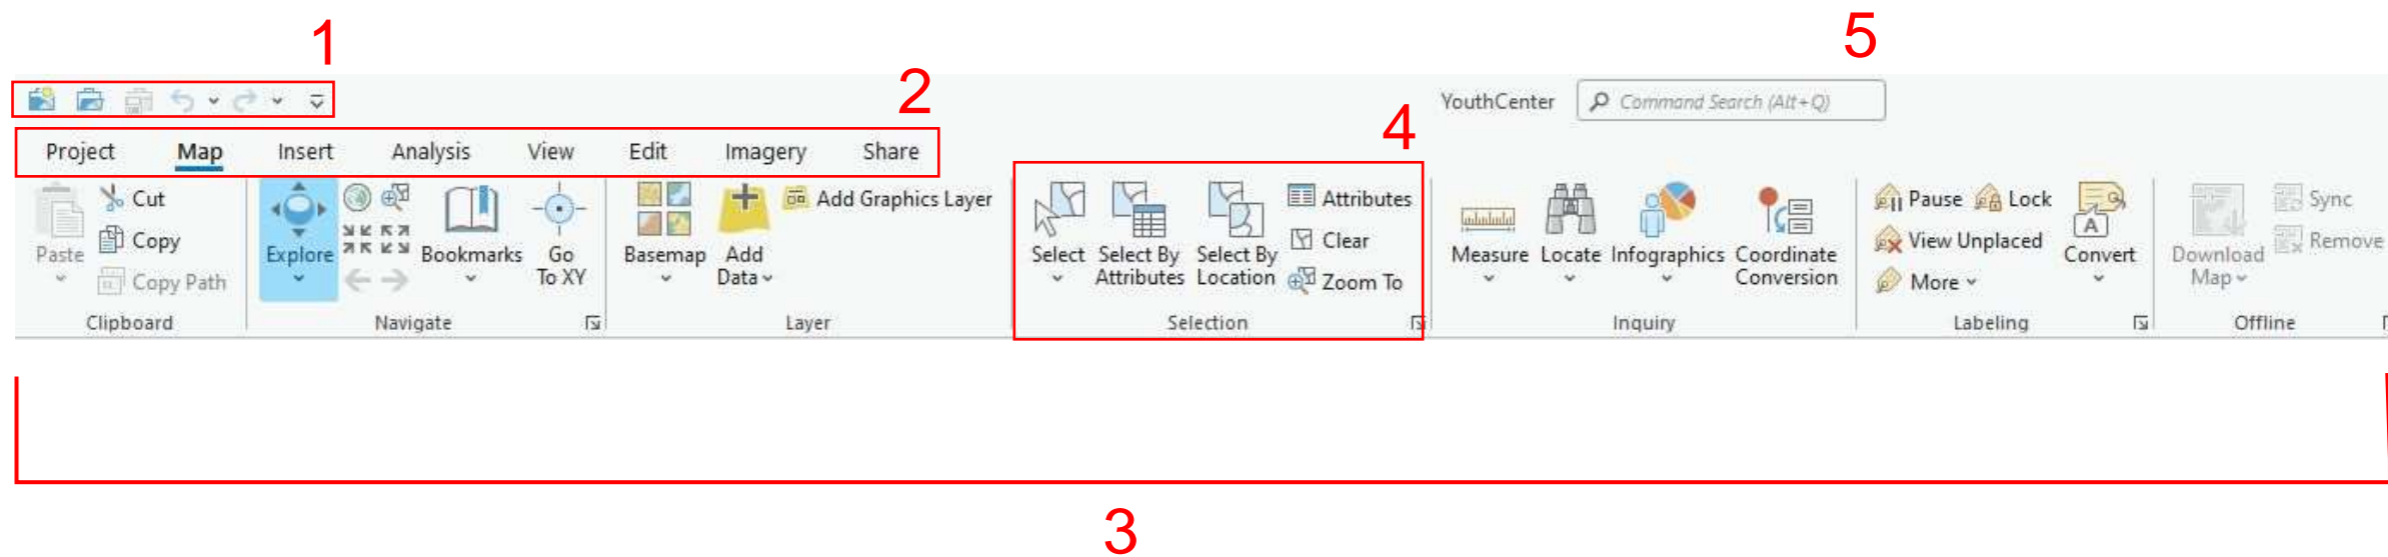 1
5
2
YouthCenter Command Search (Alt+Q)
4
Project Map Insert Analysis View Edit Imagery Share
Cut
Copy
Copy Path
Paste
Clipboard
Explore
Bookmarks
Go To XY
Navigate
Basemap
Add Data
Add Graphics Layer
Layer
Select
Select By Attributes
Select By Location
Attributes
Clear
Zoom To
Selection
Measure
Locate
Infographics
Coordinate Conversion
Inquiry
Pause
Lock
View Unplaced
More
A
Convert
Labeling
Download Map
Sync
Remove
Offline
3